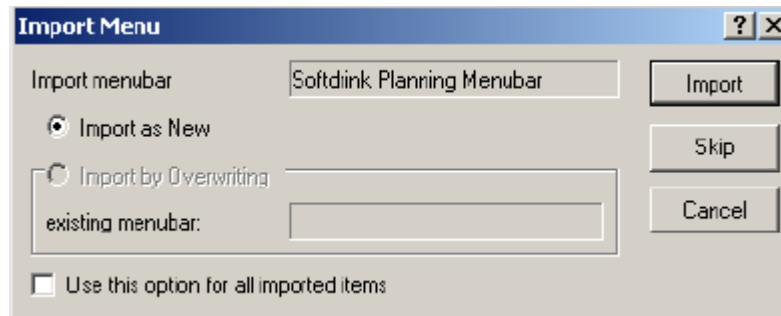 Import Menu
Import menubar Softdiink Planning Menubar Import
Import as New
Skip
Import by Overwriting
Cancel
existing menubar:
Use this option for all imported items